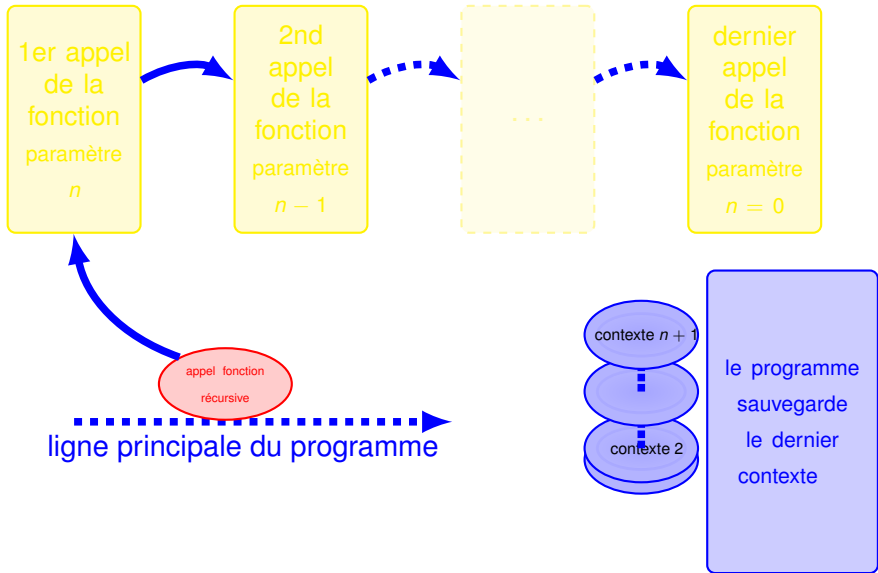 1er appel
de la
fonction
paramètre
n
2nd
appel
de la
fonction
paramètre
n − 1
. . .
dernier
appel
de la
fonction
paramètre
n = 0
appel fonction
récursive
ligne principale du programme
contexte n + 1
contexte 2
le programme
sauvegarde
le dernier
contexte